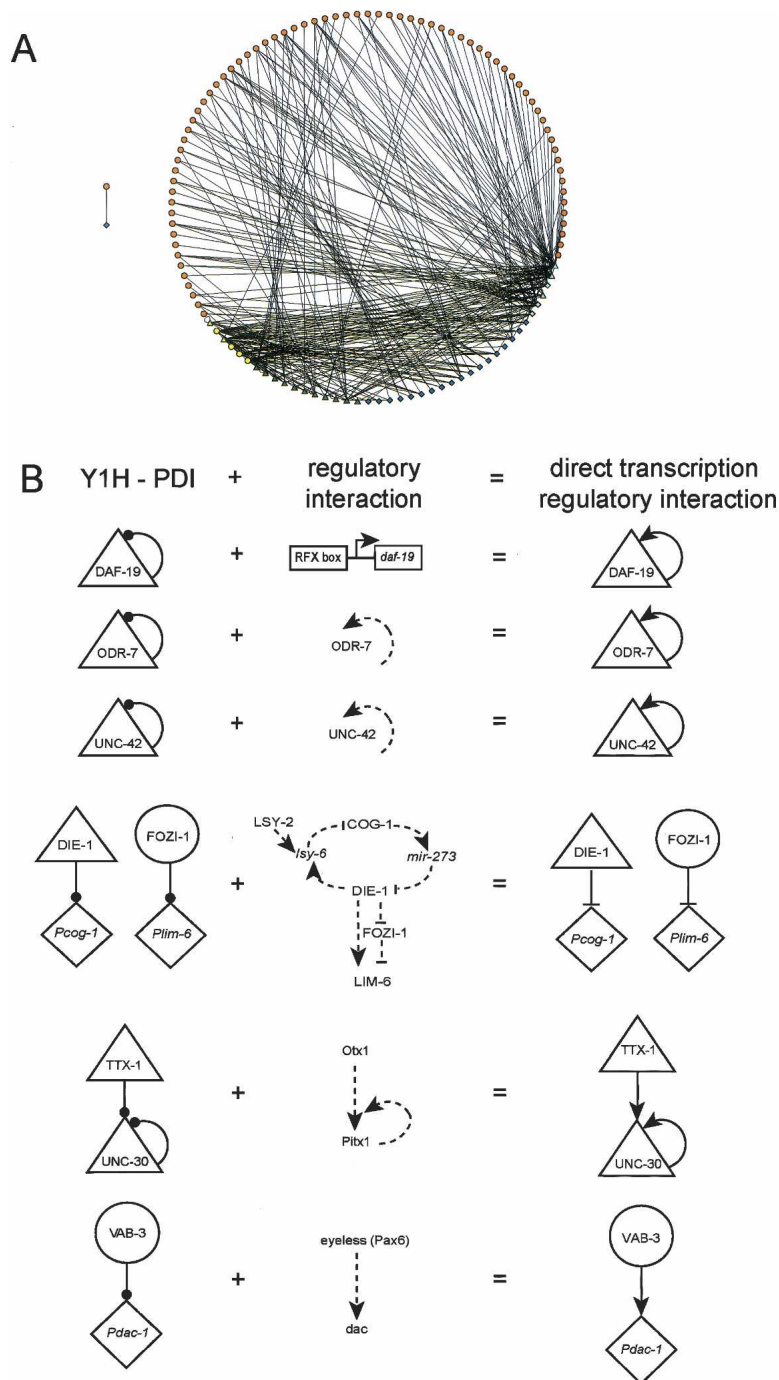 A
B
Y1H - PDI + regulatory interaction = direct transcription regulatory interaction
DAF-19 + RFX box daf-19 = DAF-19
ODR-7 + ODR-7 = ODR-7
UNC-42 + UNC-42 = UNC-42
DIE-1 FOZI-1
Pcog-1 Plim-6
+
LSY-2 COG-1
lsy-6 mir-273
DIE-1
FOZI-1
LIM-6
=
DIE-1 FOZI-1
Pcog-1 Plim-6
TTX-1
UNC-30
+
Otx1
Pitx1
=
TTX-1
UNC-30
VAB-3
Pdac-1
+
eyeless (Pax6)
dac
=
VAB-3
Pdac-1